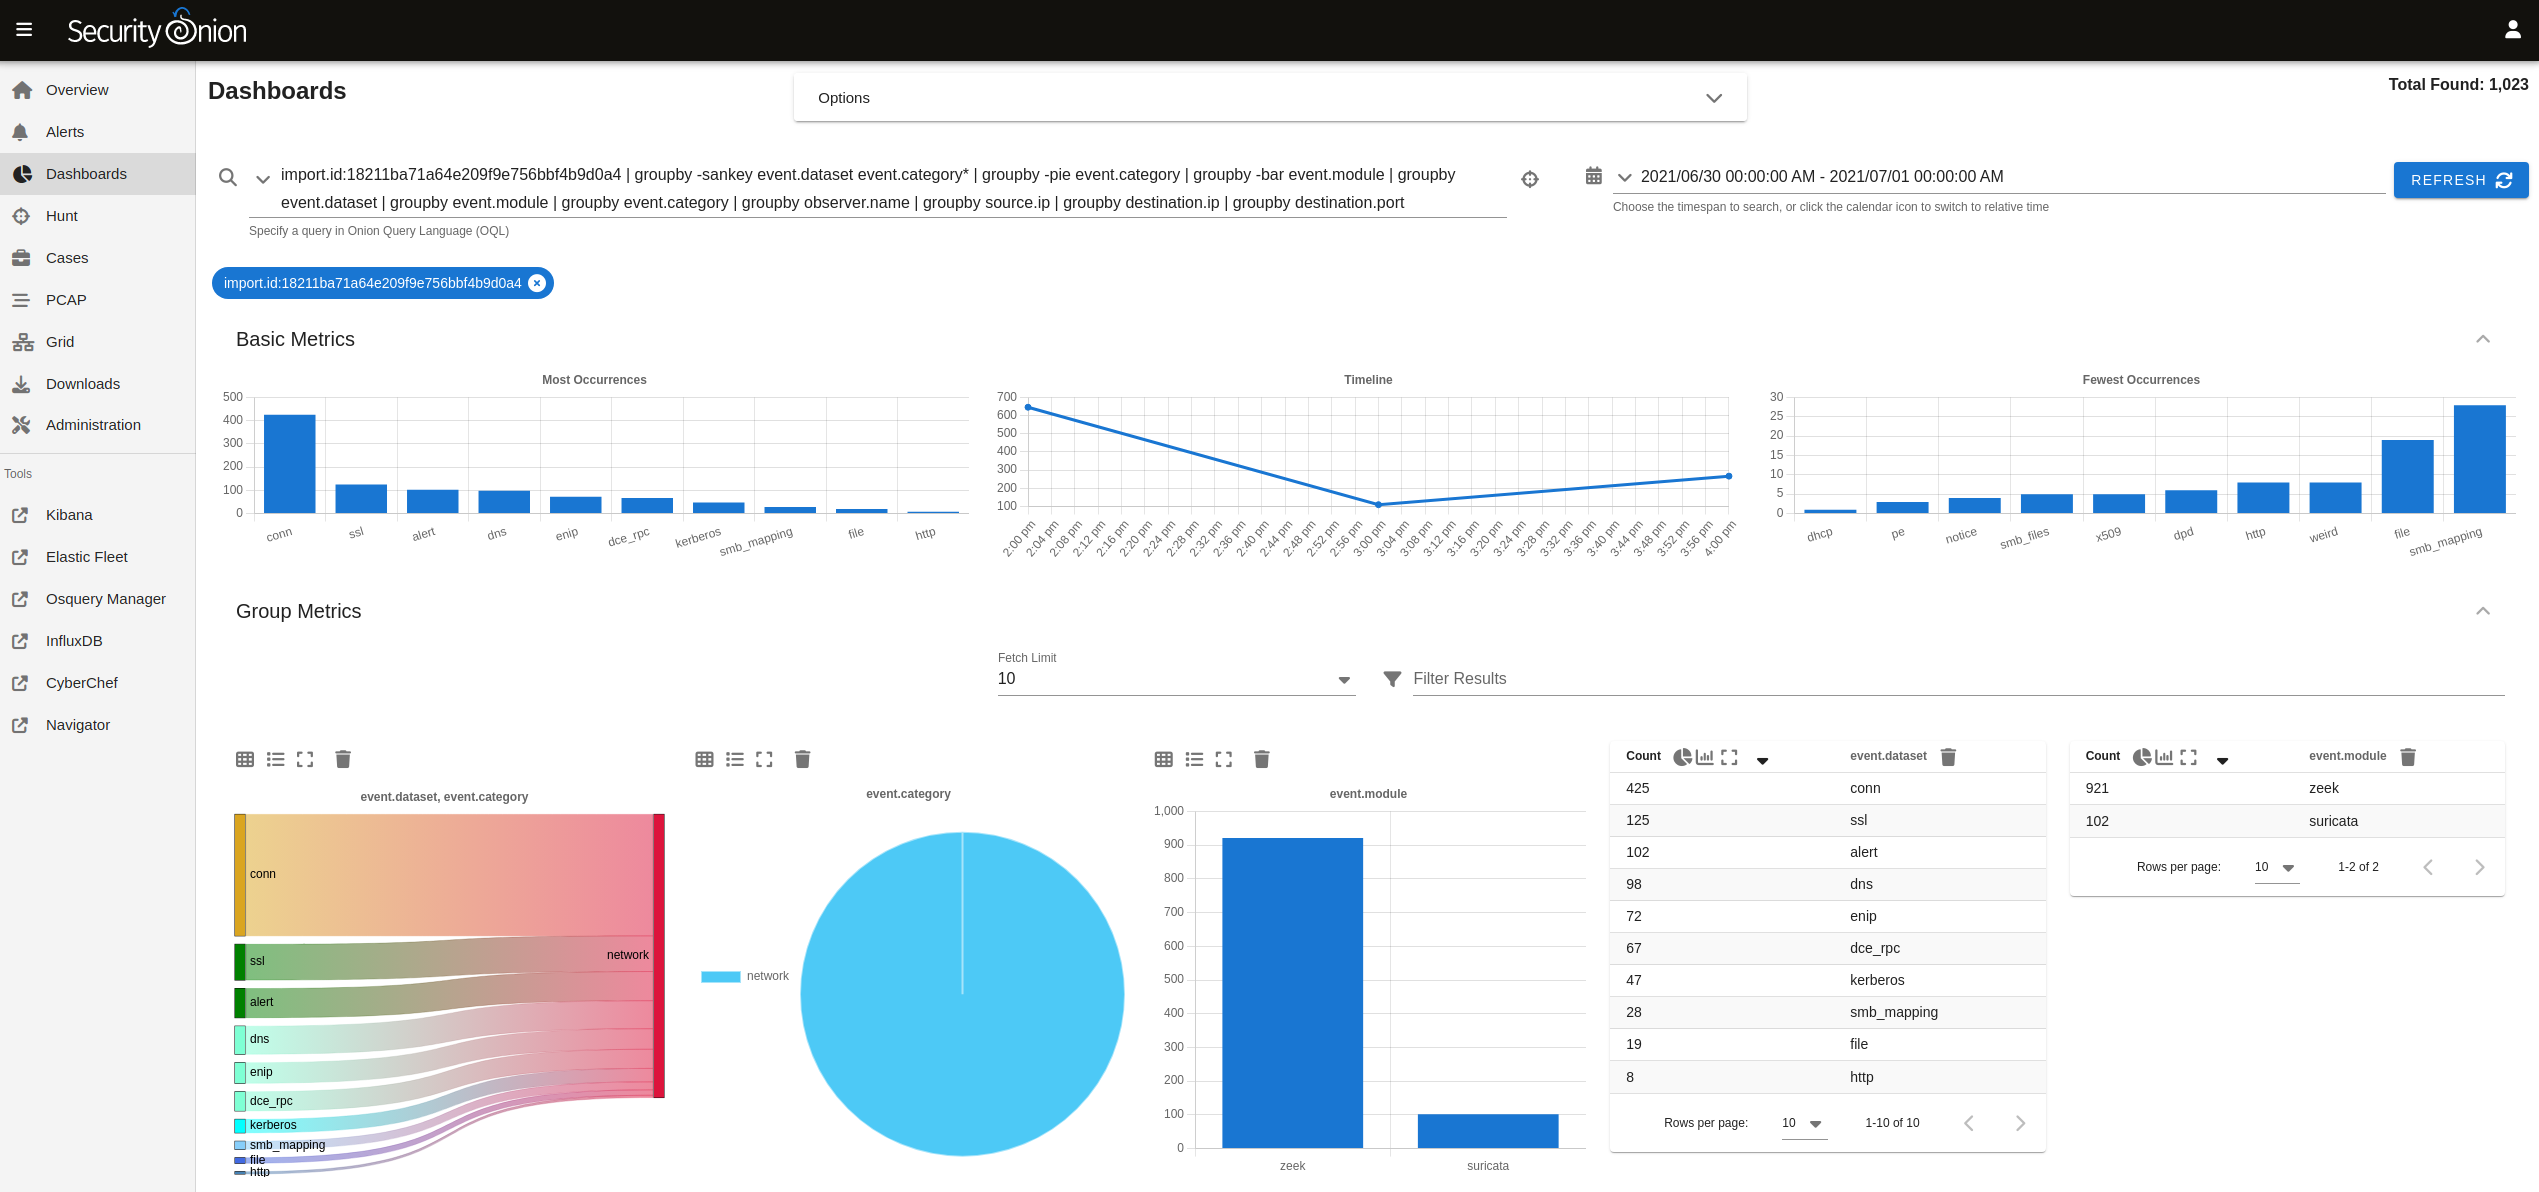 Security Onion
Overview
Alerts
Dashboards
Hunt
Cases
PCAP
Grid
Downloads
Administration
Tools
Kibana
Elastic Fleet
Osquery Manager
InfluxDB
CyberChef
Navigator
Dashboards
Options
Total Found: 1,023
import.id:18211ba71a64e209f9e756bbf4b9d0a4 | groupby -sankey event.dataset event.category* | groupby -pie event.category | groupby -bar event.module | groupby
event.dataset | groupby event.module | groupby event.category | groupby observer.name | groupby source.ip | groupby destination.ip | groupby destination.port
Specify a query in Onion Query Language (OQL)
2021/06/30 00:00:00 AM - 2021/07/01 00:00:00 AM
Choose the timespan to search, or click the calendar icon to switch to relative time
REFRESH
import.id:18211ba71a64e209f9e756bbf4b9d0a4
Basic Metrics
Most Occurrences
500
400
300
200
100
0
conn ssl alert dns enip dce_rpc kerberos smb_mapping file http
Timeline
700
600
500
400
300
200
100
2:00 pm 2:04 pm 2:08 pm 2:12 pm 2:16 pm 2:20 pm 2:24 pm 2:28 pm 2:32 pm 2:36 pm 2:40 pm 2:44 pm 2:48 pm 2:52 pm 2:56 pm 3:00 pm 3:04 pm 3:08 pm 3:12 pm 3:16 pm 3:20 pm 3:24 pm 3:28 pm 3:32 pm 3:36 pm 3:40 pm 3:44 pm 3:48 pm 3:52 pm 3:56 pm 4:00 pm
Fewest Occurrences
30
25
20
15
10
5
0
dhcp pe notice smb_files x509 dpd http weird file smb_mapping
Group Metrics
Fetch Limit
10
Filter Results
event.dataset, event.category
conn
ssl
alert
dns
enip
dce_rpc
kerberos
smb_mapping
file
http
network
event.category
network
event.module
1,000
900
800
700
600
500
400
300
200
100
0
zeek suricata
Count event.dataset
425 conn
125 ssl
102 alert
98 dns
72 enip
67 dce_rpc
47 kerberos
28 smb_mapping
19 file
8 http
Rows per page: 10 1-10 of 10
Count event.module
921 zeek
102 suricata
Rows per page: 10 1-2 of 2